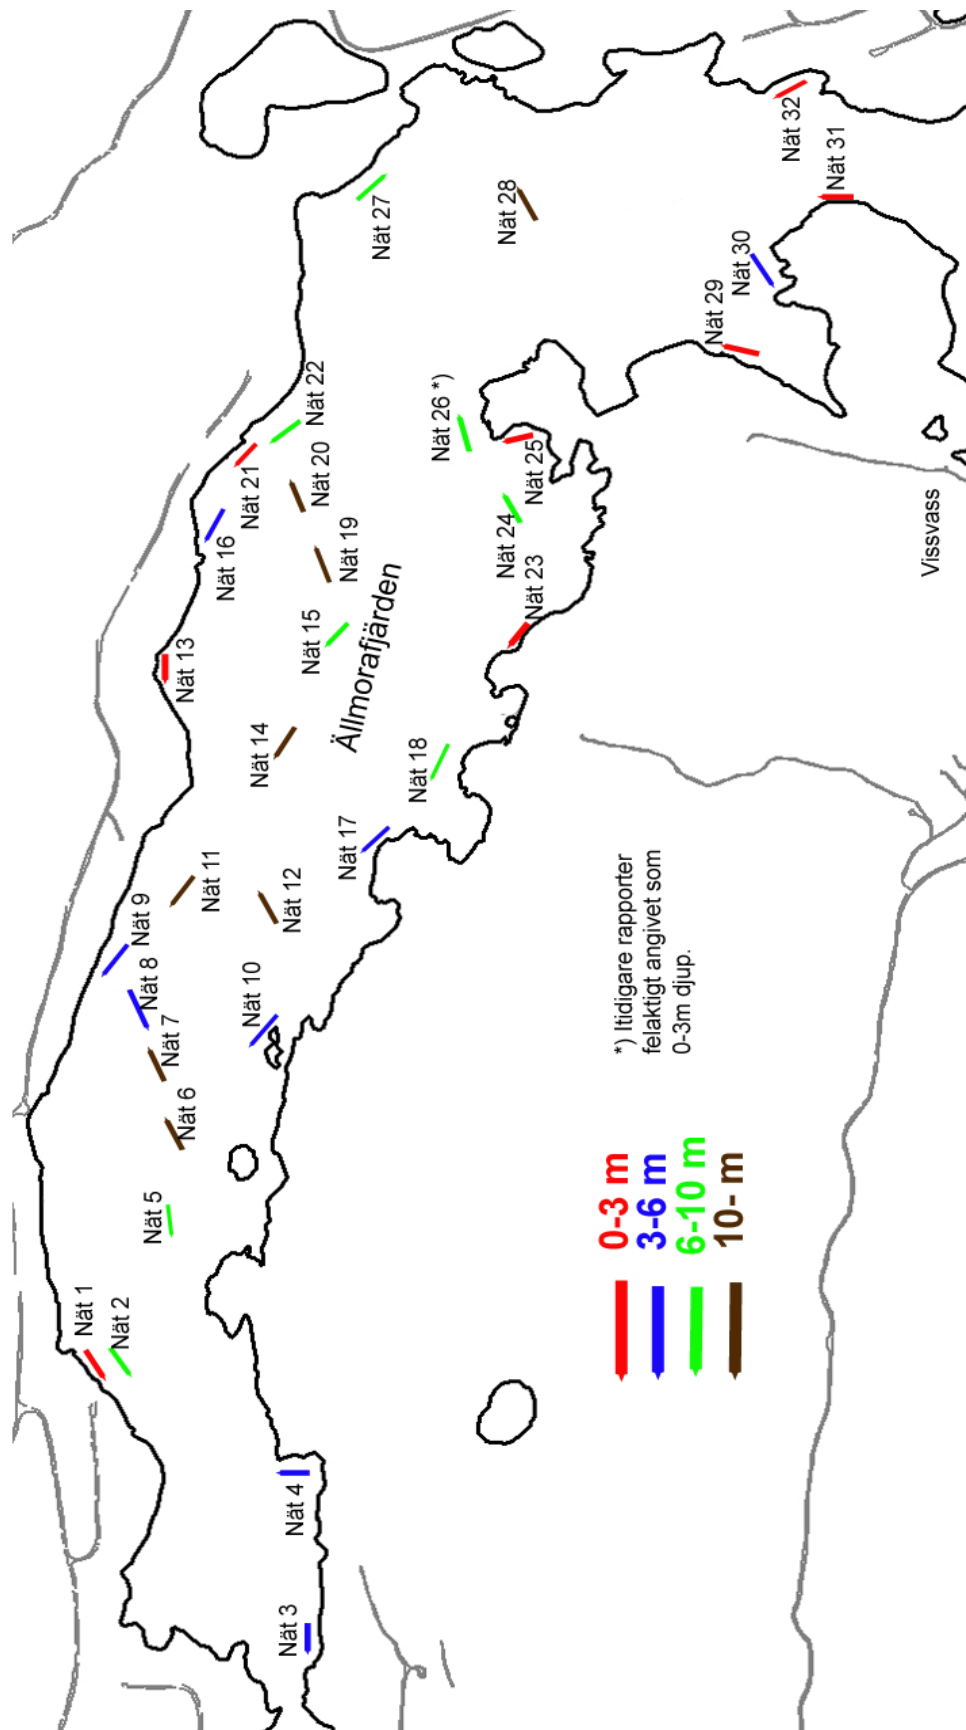 Nät 1
Nät 2
Nät 3
Nät 4
Nät 5
Nät 6
Nät 7
Nät 8
Nät 9
Nät 10
Nät 11
Nät 12
Nät 13
Nät 14
Nät 15
Nät 16
Nät 17
Nät 18
Nät 19
Nät 20
Nät 21
Nät 22
Nät 23
Nät 24
Nät 25
Nät 26 *)
Nät 27
Nät 28
Nät 29
Nät 30
Nät 31
Nät 32
Ällmorafjärden
Vissvass
*) Itidigare rapporter
felaktigt angivet som
0-3m djup.
0-3 m
3-6 m
6-10 m
10- m